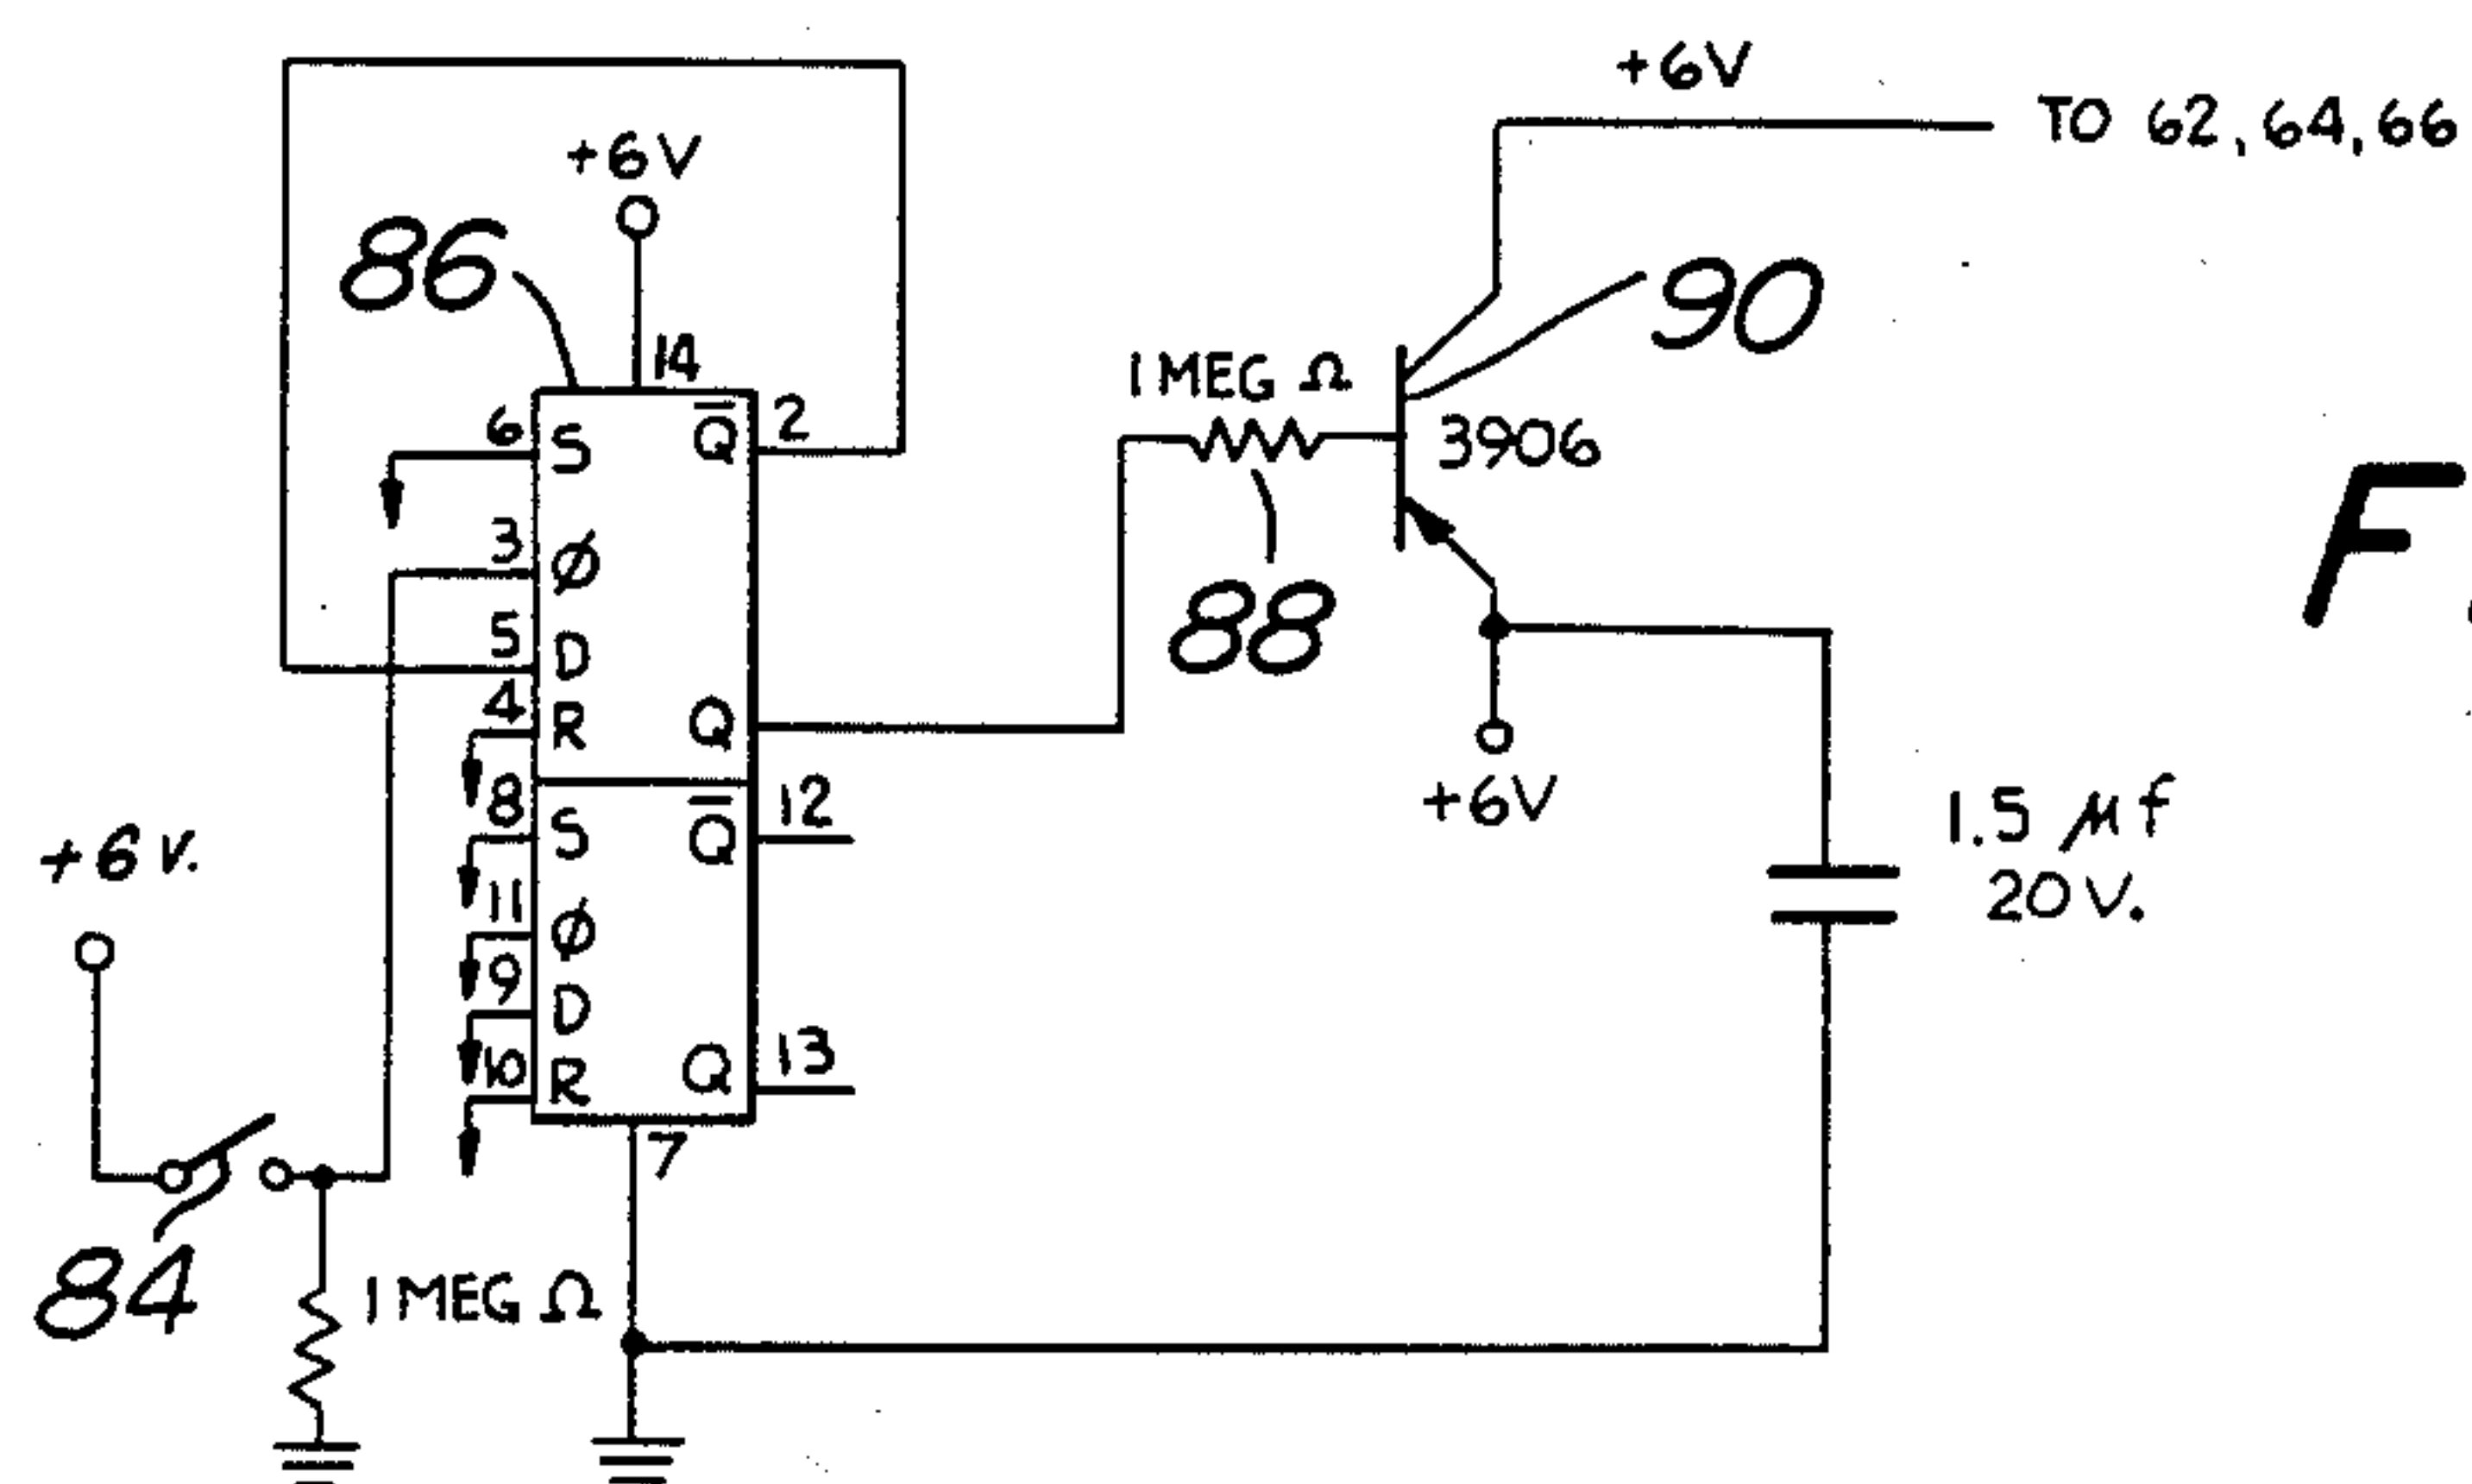 +6V
TO 62, 64, 66
+6V
86
14
90
6 S Q̅ 2
1 MEG Ω
3906
3 Ø
5 D
88
4 R Q
+6V
8 S Q̅ 12
1.5 µf
20 V.
+6 V.
11 Ø
9 D
10 R Q 13
7
84
1 MEG Ω
F